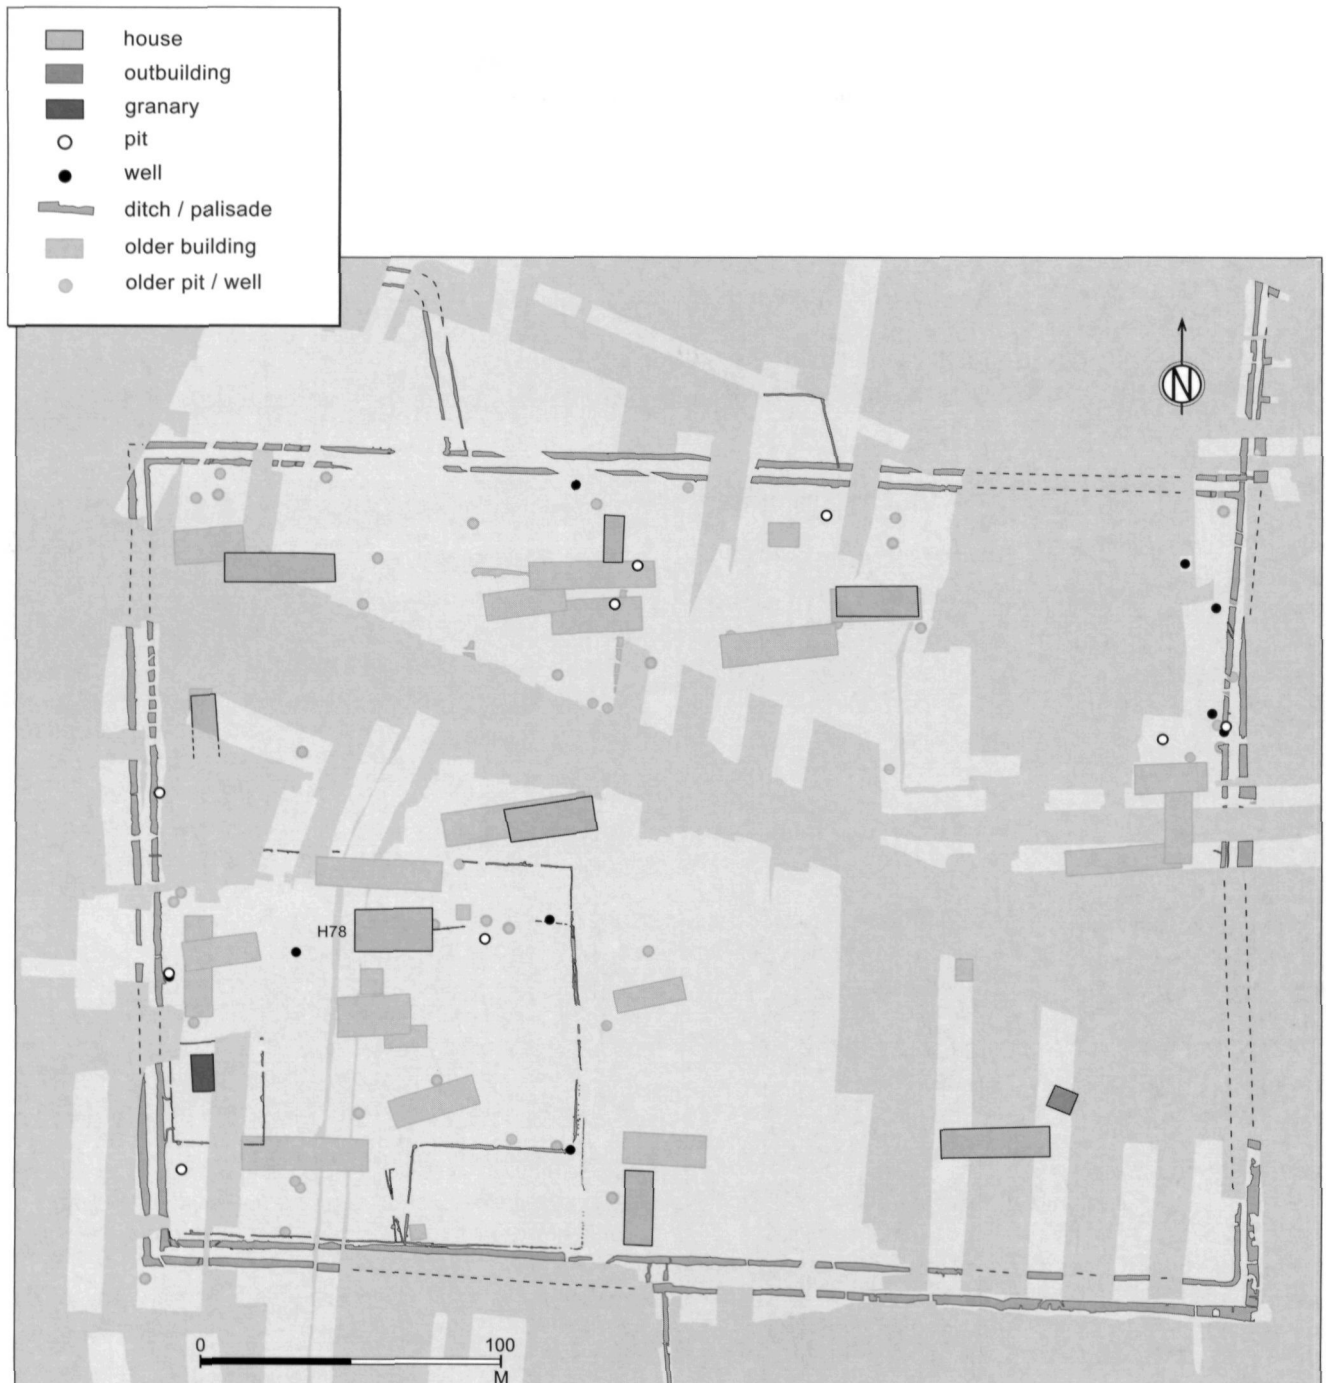 house
outbuilding
granary
pit
well
ditch / palisade
older building
older pit / well
N
H78
0 100
M